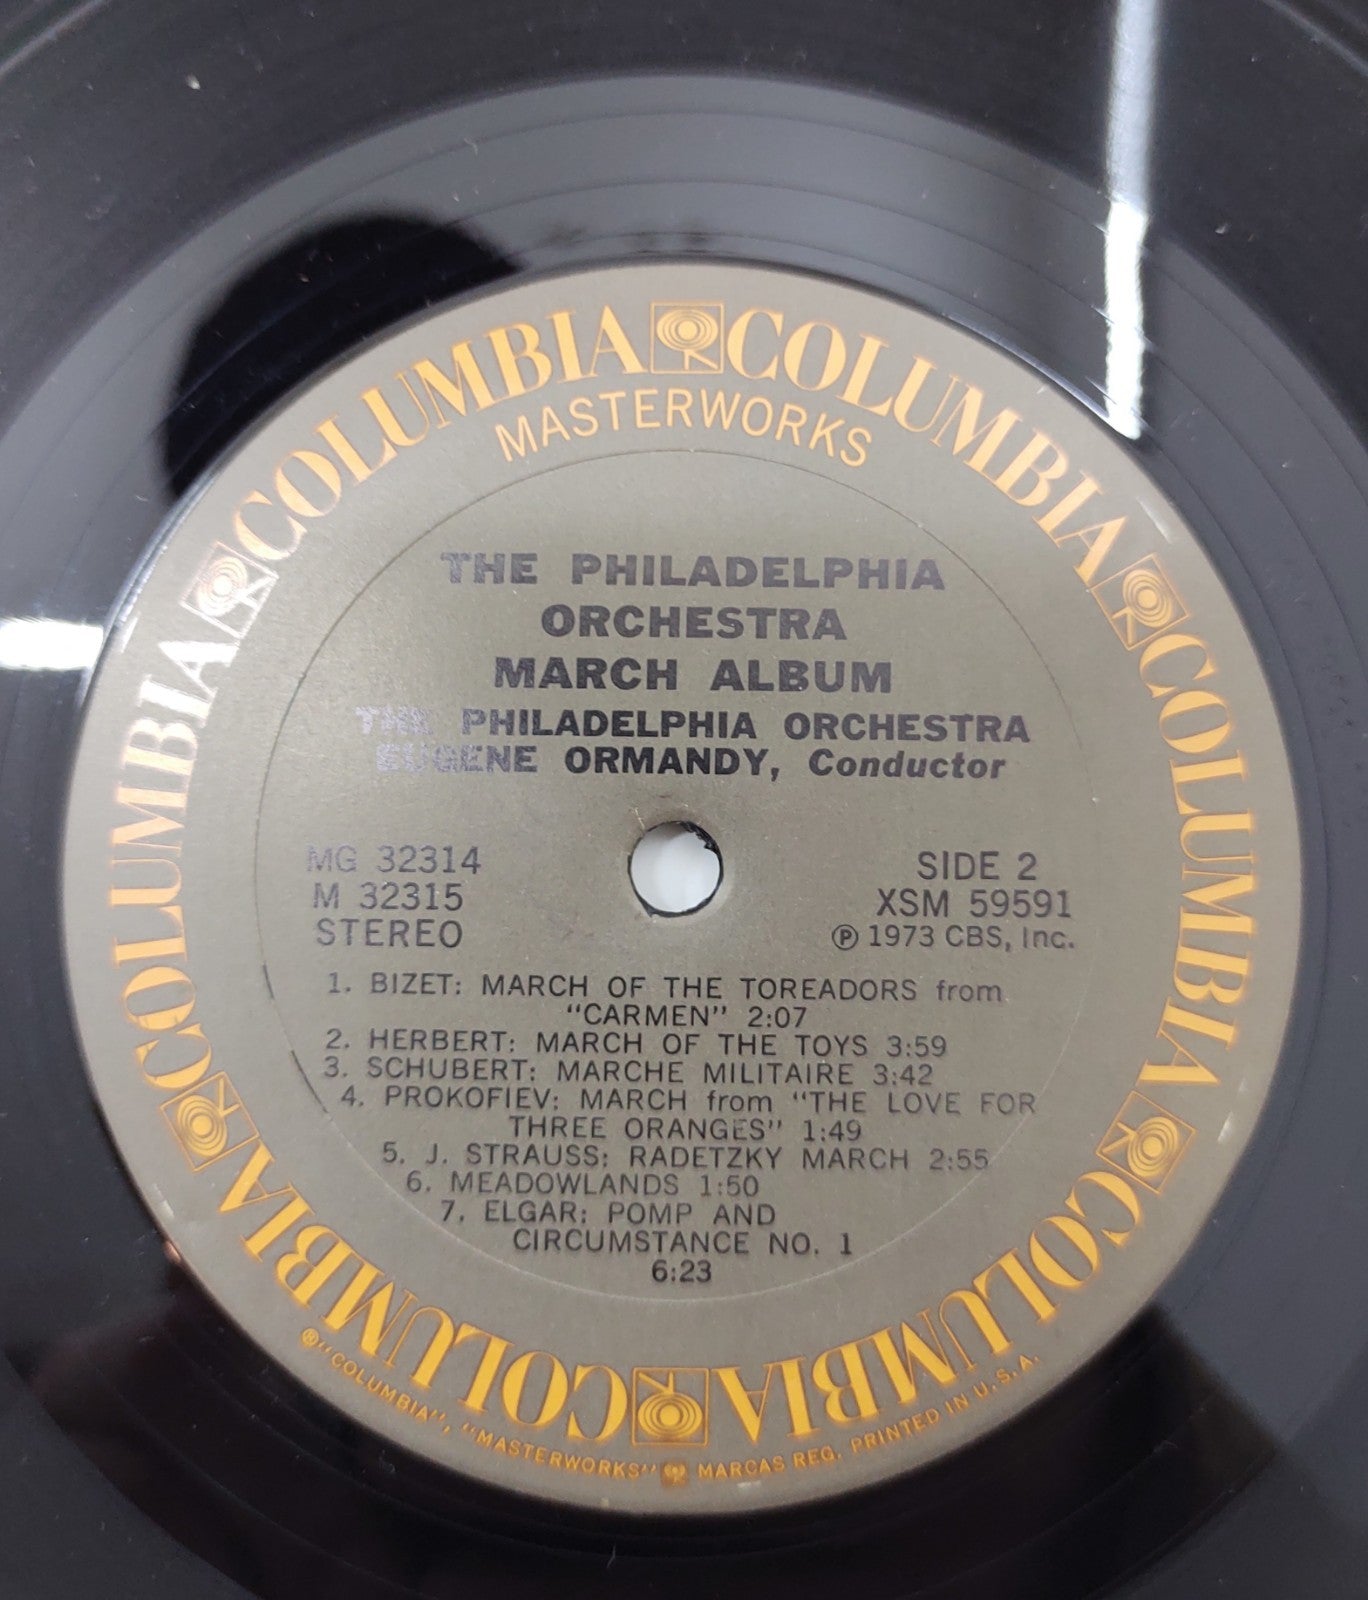 COLUMBIA COLUMBIA COLUMBIA COLUMBIA COLUMBIA COLUMBIA
MASTERWORKS
THE PHILADELPHIA
ORCHESTRA
MARCH ALBUM
THE PHILADELPHIA ORCHESTRA
EUGENE ORMANDY, Conductor
MG 32314
M 32315
STEREO
SIDE 2
XSM 59591
Ⓟ 1973 CBS, Inc.
1. BIZET: MARCH OF THE TOREADORS from
"CARMEN" 2:07
2. HERBERT: MARCH OF THE TOYS 3:59
3. SCHUBERT: MARCHE MILITAIRE 3:42
4. PROKOFIEV: MARCH from "THE LOVE FOR
THREE ORANGES" 1:49
5. J. STRAUSS: RADETZKY MARCH 2:55
6. MEADOWLANDS 1:50
7. ELGAR: POMP AND
CIRCUMSTANCE NO. 1
6:23
® "COLUMBIA", "MASTERWORKS" MARCAS REG. PRINTED IN U.S.A.